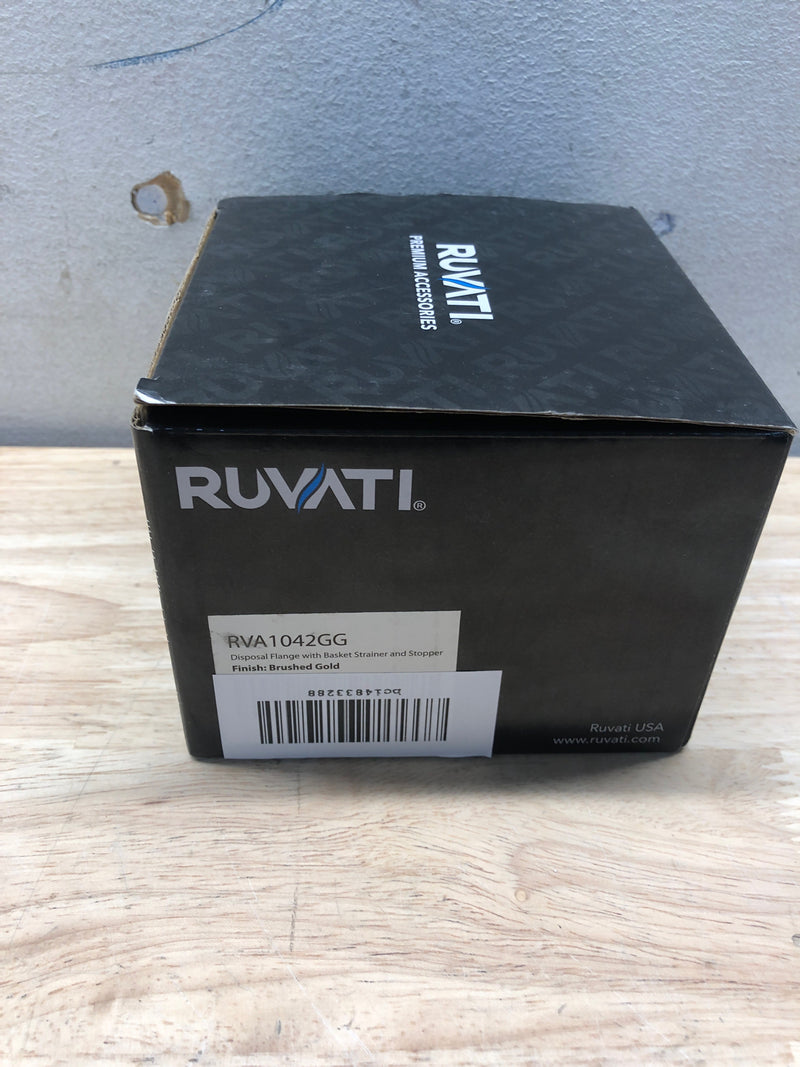 RUVATI®
PREMIUM ACCESSORIES
RUVATI®
RVA1042GG
Disposal Flange with Basket Strainer and Stopper
Finish: Brushed Gold
bci4833288
Ruvati USA
www.ruvati.com